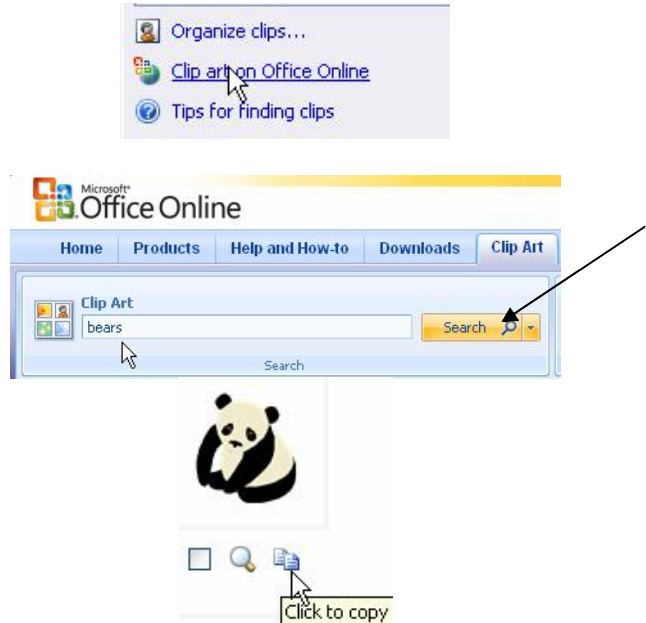 Organize clips...
Clip art on Office Online
Tips for finding clips
Microsoft®
Office Online
Home Products Help and How-to Downloads Clip Art
Clip Art
bears
Search
Search
Click to copy